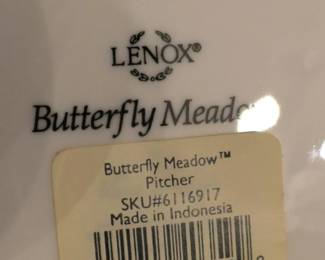 LENOX®
Butterfly Meadow
Butterfly Meadow™
Pitcher
SKU#6116917
Made in Indonesia